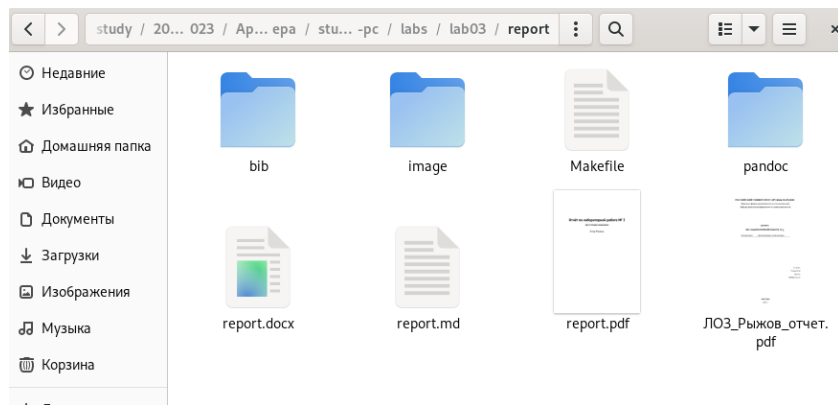 study / 20... 023 / Ap... ера / stu... -pc / labs / lab03 / report
Недавние
Избранные
Домашняя папка
Видео
Документы
Загрузки
Изображения
Музыка
Корзина
bib
image
Makefile
pandoc
report.docx
report.md
report.pdf
ЛО3_Рыжов_отчет.
pdf